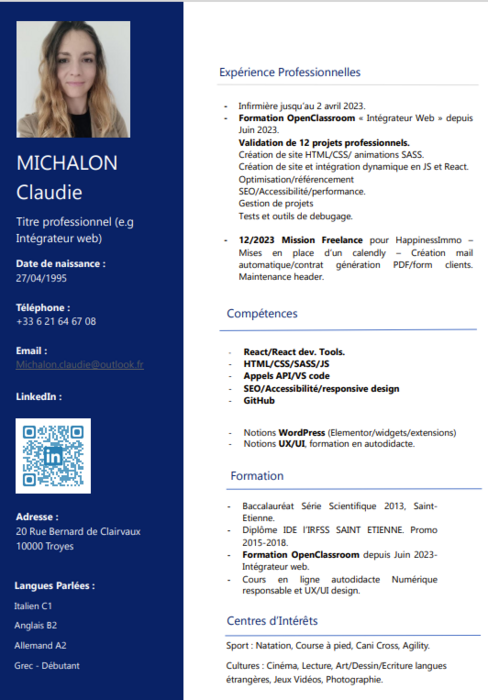 MICHALON
Claudie
Titre professionnel (e.g
Intégrateur web)
Date de naissance :
27/04/1995
Téléphone :
+33 6 21 64 67 08
Email :
Michalon.claudie@outlook.fr
LinkedIn :
in
Adresse :
20 Rue Bernard de Clairvaux
10000 Troyes
Langues Parlées :
Italien C1
Anglais B2
Allemand A2
Grec - Débutant
Expérience Professionnelles
- Infirmière jusqu'au 2 avril 2023.
- Formation OpenClassroom « Intégrateur Web » depuis
Juin 2023.
Validation de 12 projets professionnels.
Création de site HTML/CSS/ animations SASS.
Création de site et intégration dynamique en JS et React.
Optimisation/référencement
SEO/Accessibilité/performance.
Gestion de projets
Tests et outils de debugage.
- 12/2023 Mission Freelance pour HappinessImmo –
Mises en place d'un calendly – Création mail
automatique/contrat génération PDF/form clients.
Maintenance header.
Compétences
- React/React dev. Tools.
- HTML/CSS/SASS/JS
- Appels API/VS code
- SEO/Accessibilité/responsive design
- GitHub
- Notions WordPress (Elementor/widgets/extensions)
- Notions UX/UI, formation en autodidacte.
Formation
- Baccalauréat Série Scientifique 2013, Saint-
Etienne.
- Diplôme IDE l'IRFSS SAINT ETIENNE. Promo
2015-2018.
- Formation OpenClassroom depuis Juin 2023-
Intégrateur web.
- Cours en ligne autodidacte Numérique
responsable et UX/UI design.
Centres d'Intérêts
Sport : Natation, Course à pied, Cani Cross, Agility.
Cultures : Cinéma, Lecture, Art/Dessin/Ecriture langues
étrangères, Jeux Vidéos, Photographie.